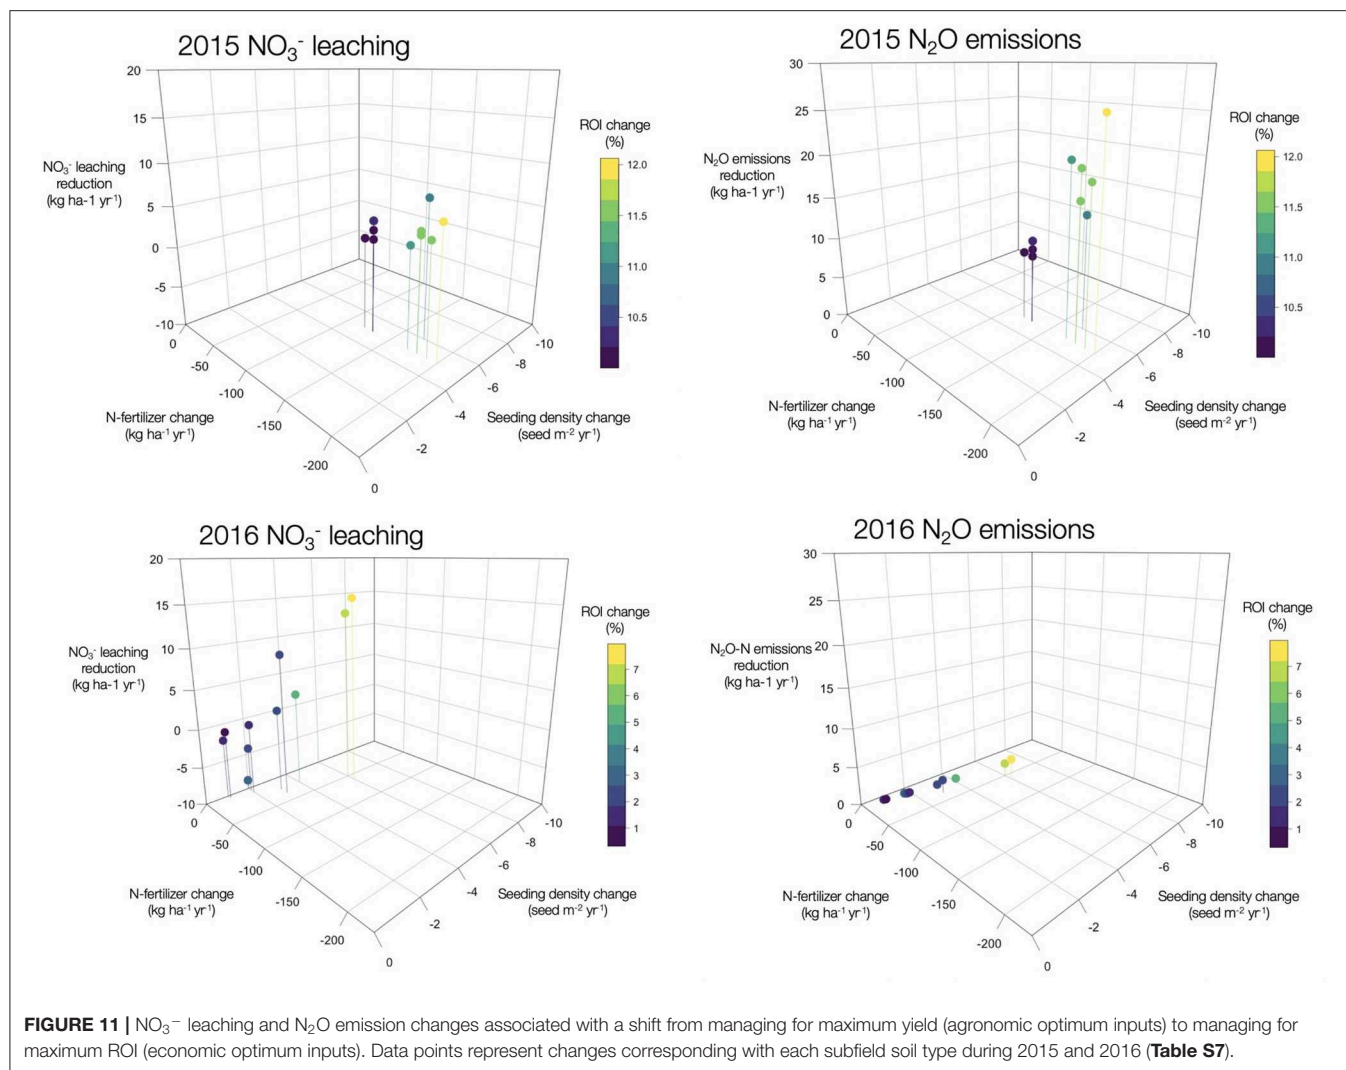 2015 NO₃⁻ leaching
20
15
10
5
0
-5
-10
NO₃⁻ leaching
reduction
(kg ha-1 yr⁻¹)
0
-50
-100
-150
-200
N-fertilizer change
(kg ha⁻¹ yr⁻¹)
-10
-8
-6
-4
-2
0
Seeding density change
(seed m⁻² yr⁻¹)
ROI change
(%)
12.0
11.5
11.0
10.5
2015 N₂O emissions
30
25
20
15
10
5
0
N₂O emissions
reduction
(kg ha-1 yr⁻¹)
0
-50
-100
-150
-200
N-fertilizer change
(kg ha⁻¹ yr⁻¹)
-10
-8
-6
-4
-2
0
Seeding density change
(seed m⁻² yr⁻¹)
ROI change
(%)
12.0
11.5
11.0
10.5
2016 NO₃⁻ leaching
20
15
10
5
0
-5
-10
NO₃⁻ leaching
reduction
(kg ha-1 yr⁻¹)
0
-50
-100
-150
-200
N-fertilizer change
(kg ha⁻¹ yr⁻¹)
-10
-8
-6
-4
-2
0
Seeding density change
(seed m⁻² yr⁻¹)
ROI change
(%)
7
6
5
4
3
2
1
2016 N₂O emissions
30
25
20
15
10
5
0
N₂O-N emissions
reduction
(kg ha-1 yr⁻¹)
0
-50
-100
-150
-200
N-fertilizer change
(kg ha⁻¹ yr⁻¹)
-10
-8
-6
-4
-2
0
Seeding density change
(seed m⁻² yr⁻¹)
ROI change
(%)
7
6
5
4
3
2
1
FIGURE 11 | NO₃⁻ leaching and N₂O emission changes associated with a shift from managing for maximum yield (agronomic optimum inputs) to managing for
maximum ROI (economic optimum inputs). Data points represent changes corresponding with each subfield soil type during 2015 and 2016 (Table S7).